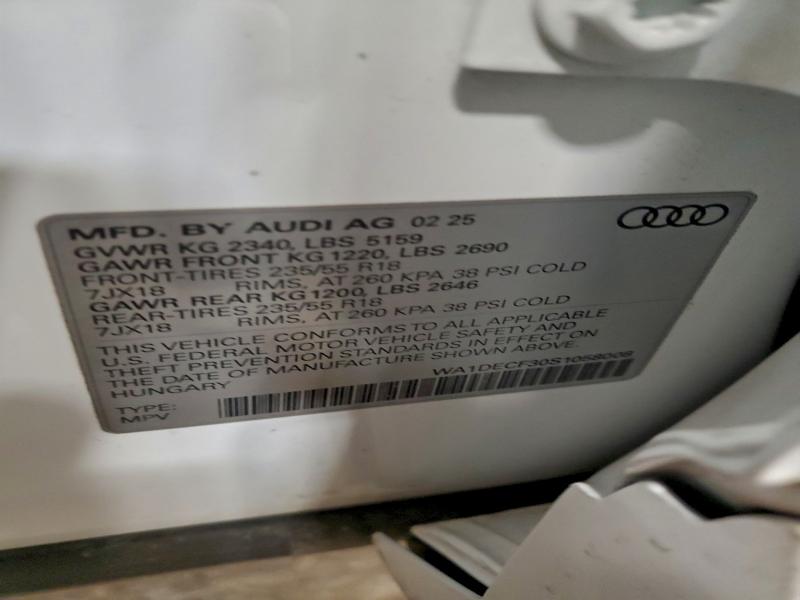 MFD. BY AUDI AG 02 25
GVWR KG 2340, LBS 5159
GAWR FRONT KG 1220, LBS 2690
FRONT-TIRES 235/55 R18
7JX18 RIMS, AT 260 KPA 38 PSI COLD
GAWR REAR KG 1200, LBS 2646
REAR-TIRES 235/55 R18
7JX18 RIMS, AT 260 KPA 38 PSI COLD
THIS VEHICLE CONFORMS TO ALL APPLICABLE
U.S. FEDERAL MOTOR VEHICLE SAFETY AND
THEFT PREVENTION STANDARDS IN EFFECT ON
THE DATE OF MANUFACTURE SHOWN ABOVE.
HUNGARY WA1DECF30S1058008
TYPE:
MPV